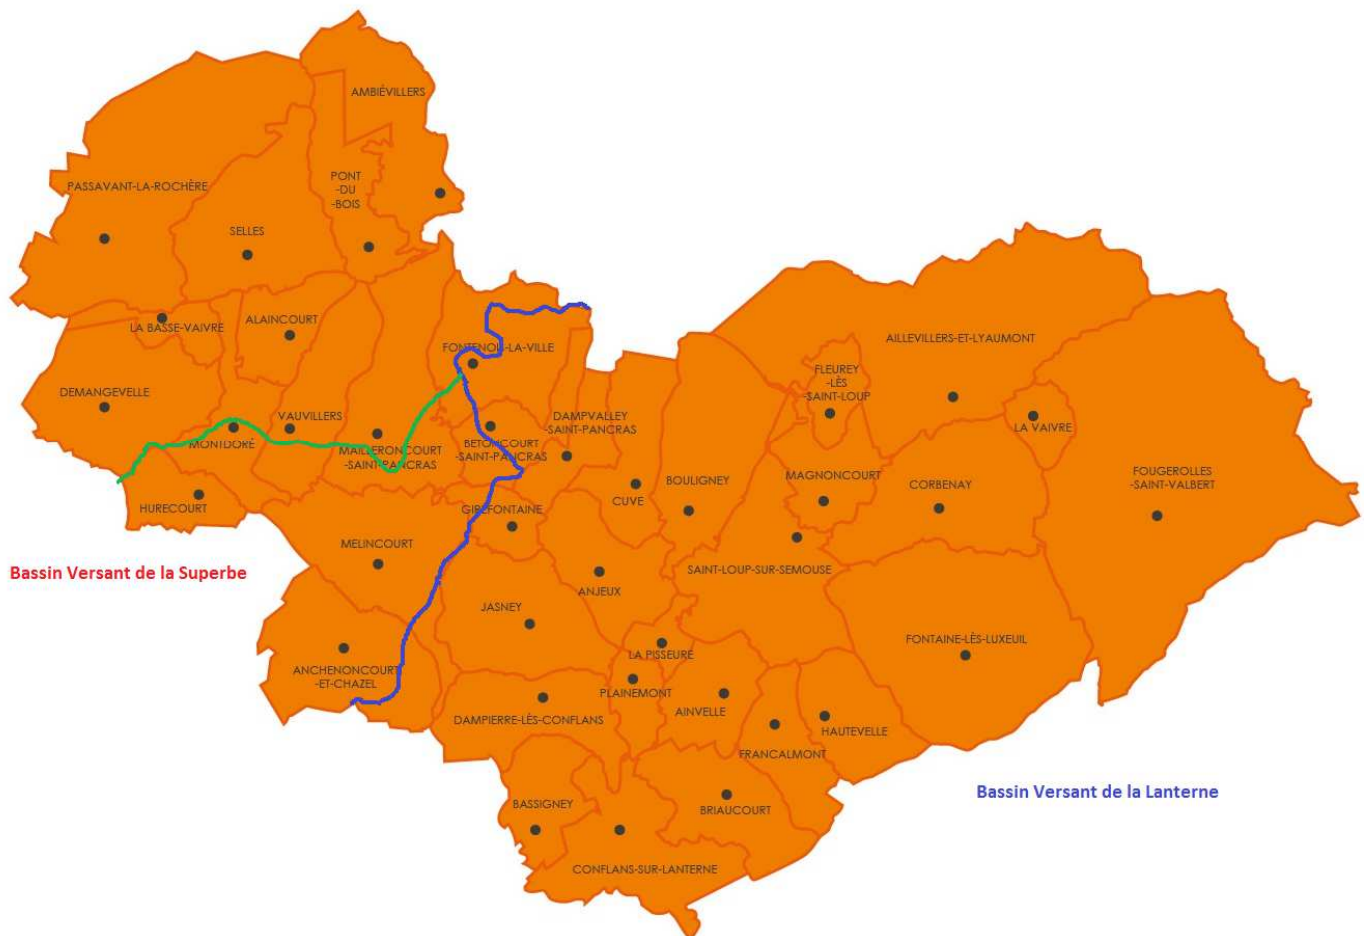 AMBIÉVILLERS
PASSAVANT-LA-ROCHÈRE
PONT
-DU
-BOIS
SELLES
LA BASSE-VAIVRE
ALAINCOURT
FONTENOIS-LA-VILLE
AILLEVILLERS-ET-LYAUMONT
FLEUREY
-LÈS
-SAINT-LOUP
DEMANGEVELLE
VAUVILLERS
MONTDORÉ
MAILLERONCOURT
-SAINT-PANCRAS
BETONCOURT
-SAINT-PANCRAS
DAMPVALLEY
-SAINT-PANCRAS
LA VAIVRE
FOUGEROLLES
-SAINT-VALBERT
HURECOURT
GIREFONTAINE
CUVE
BOULIGNEY
MAGNONCOURT
CORBENAY
MELINCOURT
Bassin Versant de la Superbe
SAINT-LOUP-SUR-SEMOUSE
ANJEUX
JASNEY
FONTAINE-LÈS-LUXEUIL
LA PISSEURE
ANCHENONCOURT
-ET-CHAZEL
PLAINEMONT
AINVELLE
DAMPIERRE-LÈS-CONFLANS
HAUTEVELLE
FRANCALMONT
Bassin Versant de la Lanterne
BASSIGNEY
BRIAUCOURT
CONFLANS-SUR-LANTERNE